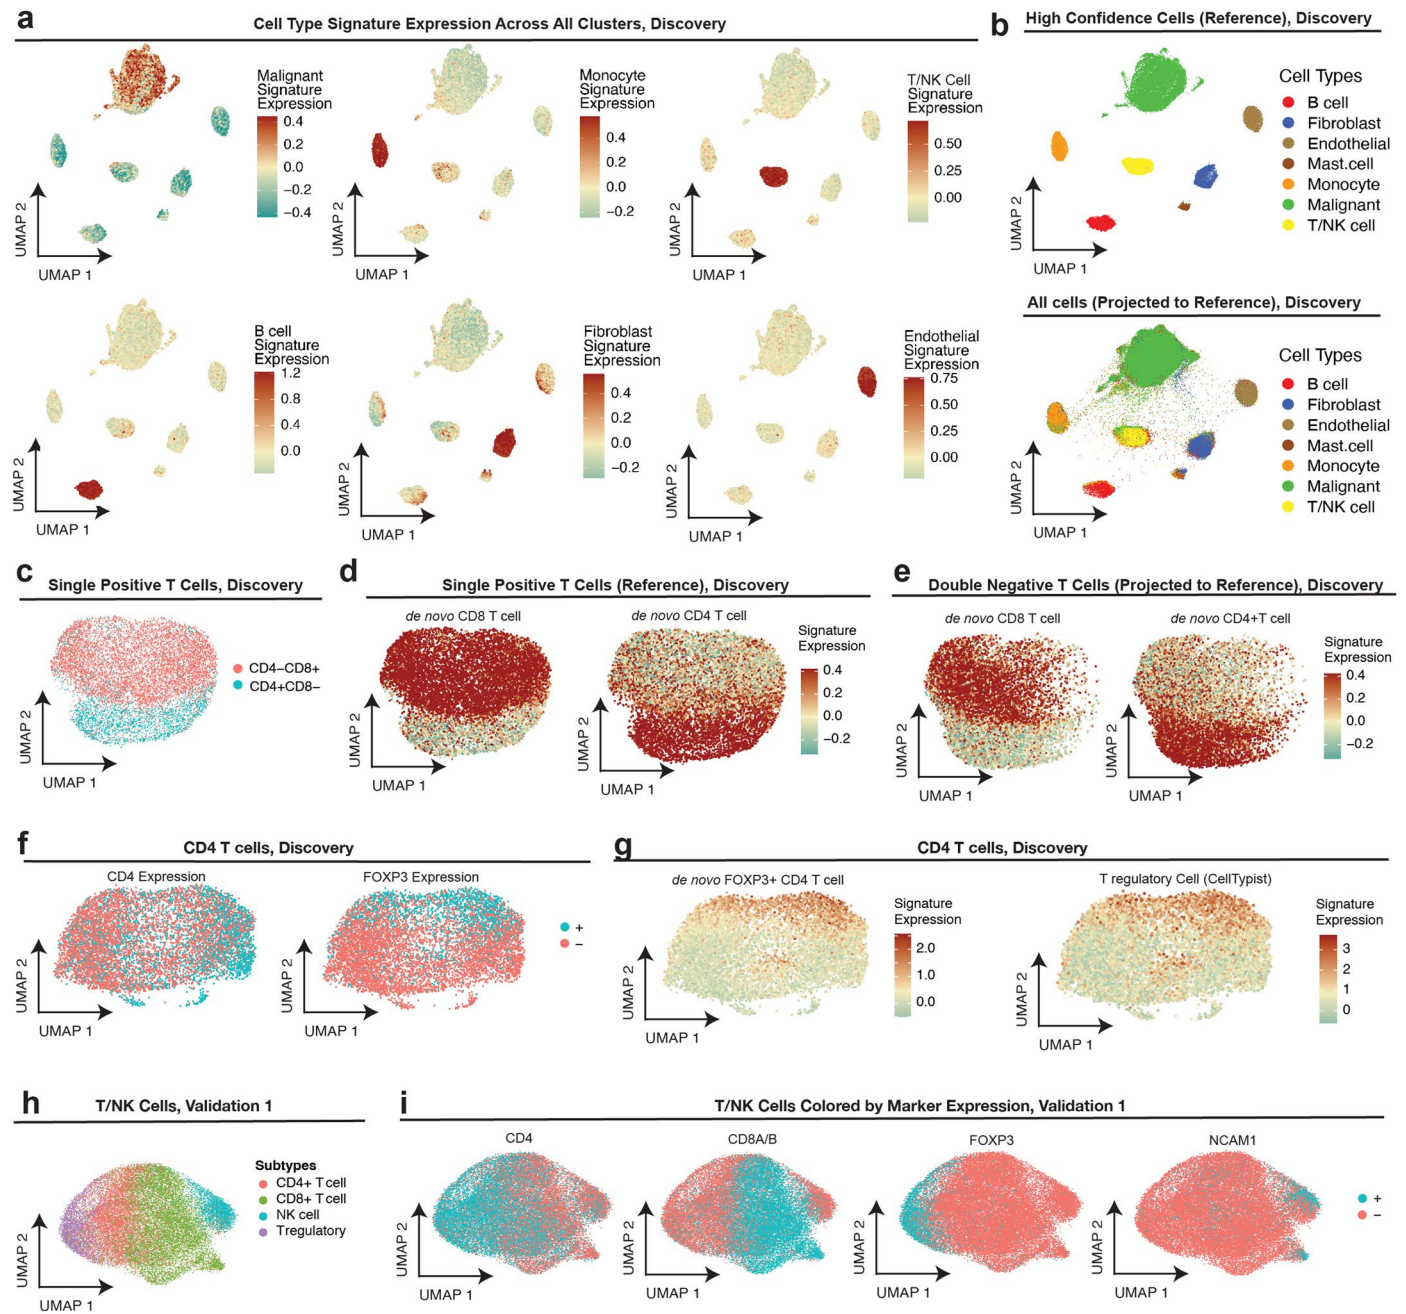 a
Cell Type Signature Expression Across All Clusters, Discovery
Malignant
Signature
Expression
0.4
0.2
0.0
−0.2
−0.4
UMAP 2
UMAP 1
Monocyte
Signature
Expression
0.4
0.2
0.0
−0.2
UMAP 2
UMAP 1
T/NK Cell
Signature
Expression
0.50
0.25
0.00
UMAP 2
UMAP 1
B cell
Signature
Expression
1.2
0.8
0.4
0.0
UMAP 2
UMAP 1
Fibroblast
Signature
Expression
0.4
0.2
0.0
−0.2
UMAP 2
UMAP 1
Endothelial
Signature
Expression
0.75
0.50
0.25
0.00
UMAP 2
UMAP 1
b
High Confidence Cells (Reference), Discovery
Cell Types
B cell
Fibroblast
Endothelial
Mast.cell
Monocyte
Malignant
T/NK cell
UMAP 2
UMAP 1
All cells (Projected to Reference), Discovery
Cell Types
B cell
Fibroblast
Endothelial
Mast.cell
Monocyte
Malignant
T/NK cell
UMAP 2
UMAP 1
c
Single Positive T Cells, Discovery
CD4−CD8+
CD4+CD8−
UMAP 2
UMAP 1
d
Single Positive T Cells (Reference), Discovery
de novo CD8 T cell
UMAP 2
UMAP 1
de novo CD4 T cell
UMAP 2
UMAP 1
Signature
Expression
0.4
0.2
0.0
−0.2
e
Double Negative T Cells (Projected to Reference), Discovery
de novo CD8 T cell
UMAP 2
UMAP 1
de novo CD4+T cell
UMAP 2
UMAP 1
Signature
Expression
0.4
0.2
0.0
−0.2
f
CD4 T cells, Discovery
CD4 Expression
UMAP 2
UMAP 1
FOXP3 Expression
UMAP 2
UMAP 1
+
−
g
CD4 T cells, Discovery
de novo FOXP3+ CD4 T cell
Signature
Expression
2.0
1.0
0.0
UMAP 2
UMAP 1
T regulatory Cell (CellTypist)
Signature
Expression
3
2
1
0
UMAP 2
UMAP 1
h
T/NK Cells, Validation 1
Subtypes
CD4+ T cell
CD8+ T cell
NK cell
Tregulatory
UMAP 2
UMAP 1
i
T/NK Cells Colored by Marker Expression, Validation 1
CD4
UMAP 2
UMAP 1
CD8A/B
UMAP 2
UMAP 1
FOXP3
UMAP 2
UMAP 1
NCAM1
UMAP 2
UMAP 1
+
−